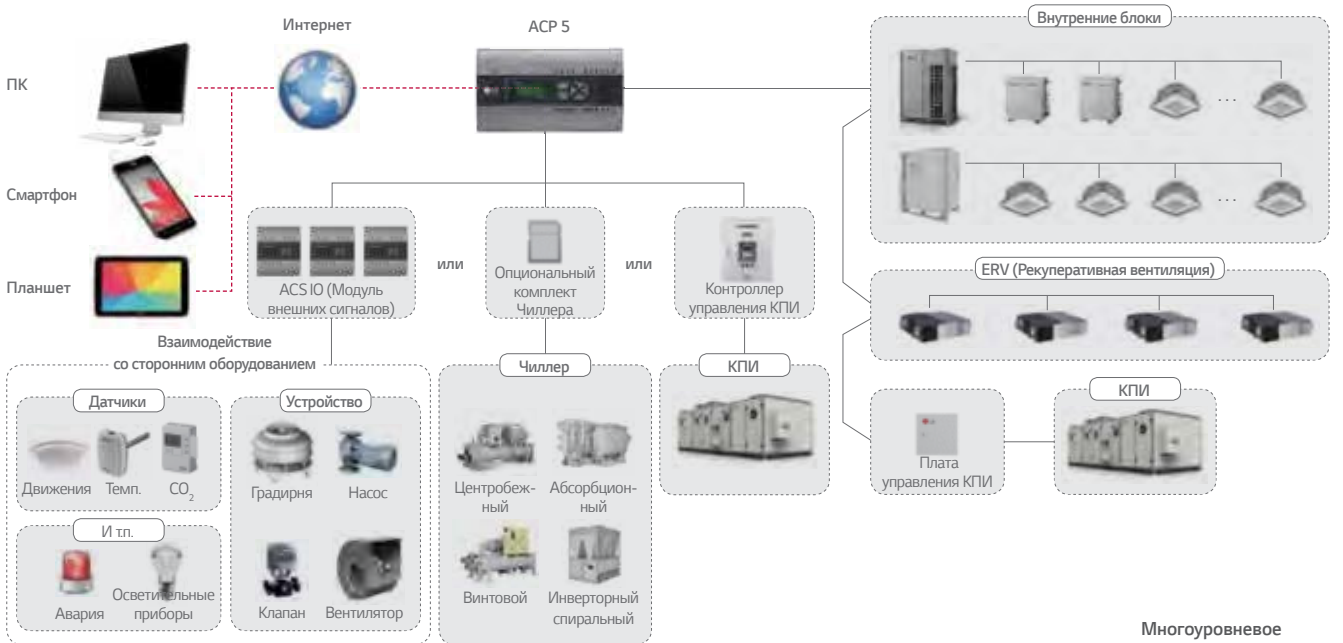 Интернет
ACP 5
Внутренние блоки
ПК
Смартфон
Планшет
ACS IO (Модуль
внешних сигналов)
или
Опциональный
комплект
Чиллера
или
Контроллер
управления КПИ
ERV (Рекуперативная вентиляция)
Взаимодействие
со сторонним оборудованием
Датчики
Движения
Темп.
CO₂
И т.п.
Авария
Осветительные
приборы
Устройство
Градирня
Насос
Клапан
Вентилятор
Чиллер
Центробеж-
ный
Абсорбцион-
ный
Винтовой
Инверторный
спиральный
КПИ
Плата
управления КПИ
КПИ
Многоуровневое